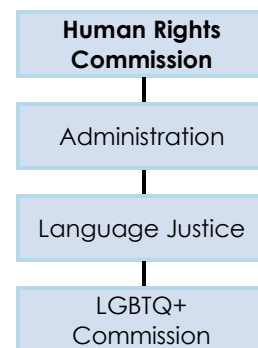 Human Rights
Commission
Administration
Language Justice
LGBTQ+
Commission